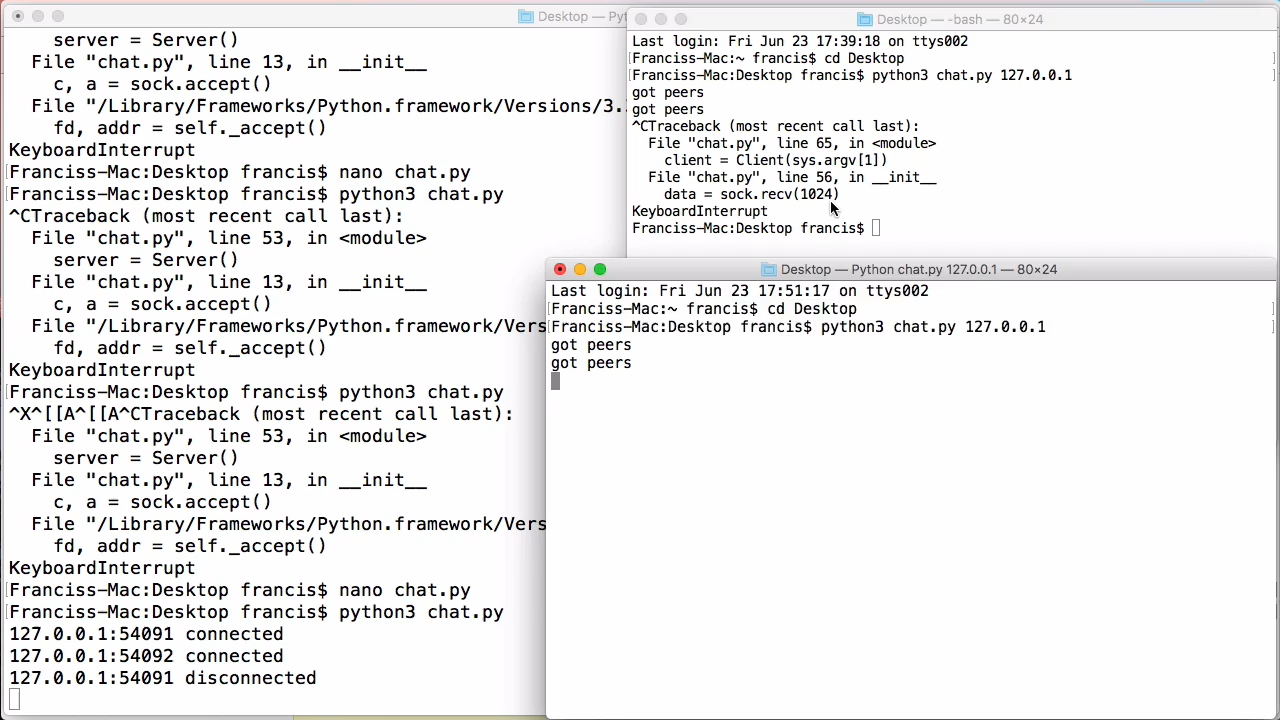 Desktop — Pyt
server = Server()
File "chat.py", line 13, in __init__
c, a = sock.accept()
File "/Library/Frameworks/Python.framework/Versions/3.
fd, addr = self._accept()
KeyboardInterrupt
[Franciss-Mac:Desktop francis$ nano chat.py
[Franciss-Mac:Desktop francis$ python3 chat.py
^CTraceback (most recent call last):
File "chat.py", line 53, in <module>
server = Server()
File "chat.py", line 13, in __init__
c, a = sock.accept()
File "/Library/Frameworks/Python.framework/Vers
fd, addr = self._accept()
KeyboardInterrupt
[Franciss-Mac:Desktop francis$ python3 chat.py
^X^[[A^[[A^CTraceback (most recent call last):
File "chat.py", line 53, in <module>
server = Server()
File "chat.py", line 13, in __init__
c, a = sock.accept()
File "/Library/Frameworks/Python.framework/Vers
fd, addr = self._accept()
KeyboardInterrupt
[Franciss-Mac:Desktop francis$ nano chat.py
[Franciss-Mac:Desktop francis$ python3 chat.py
127.0.0.1:54091 connected
127.0.0.1:54092 connected
127.0.0.1:54091 disconnected
Desktop — -bash — 80×24
Last login: Fri Jun 23 17:39:18 on ttys002
[Franciss-Mac:~ francis$ cd Desktop ]
[Franciss-Mac:Desktop francis$ python3 chat.py 127.0.0.1 ]
got peers
got peers
^CTraceback (most recent call last):
File "chat.py", line 65, in <module>
client = Client(sys.argv[1])
File "chat.py", line 56, in __init__
data = sock.recv(1024)
KeyboardInterrupt
Franciss-Mac:Desktop francis$
Desktop — Python chat.py 127.0.0.1 — 80×24
Last login: Fri Jun 23 17:51:17 on ttys002
[Franciss-Mac:~ francis$ cd Desktop ]
[Franciss-Mac:Desktop francis$ python3 chat.py 127.0.0.1 ]
got peers
got peers